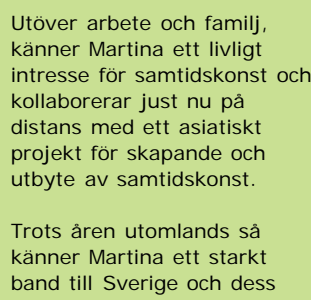 Utöver arbete och familj,
känner Martina ett livligt
intresse för samtidskonst och
kollaborerar just nu på
distans med ett asiatiskt
projekt för skapande och
utbyte av samtidskonst.

Trots åren utomlands så
känner Martina ett starkt
band till Sverige och dess